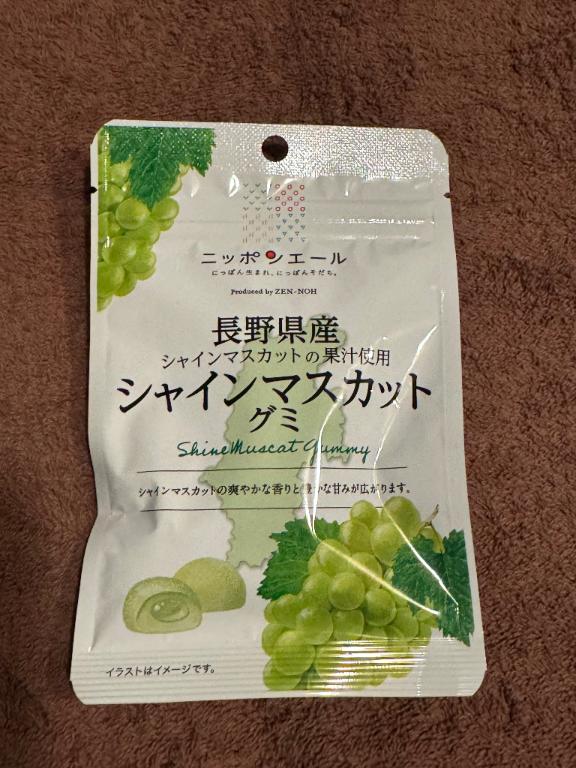 ニッポンエール
にっぽん生まれ、にっぽんそだち。
Produced by ZEN-NOH
長野県産
シャインマスカットの果汁使用
シャインマスカット
グミ
Shine Muscat Gummy
シャインマスカットの爽やかな香りと豊かな甘みが広がります。
イラストはイメージです。